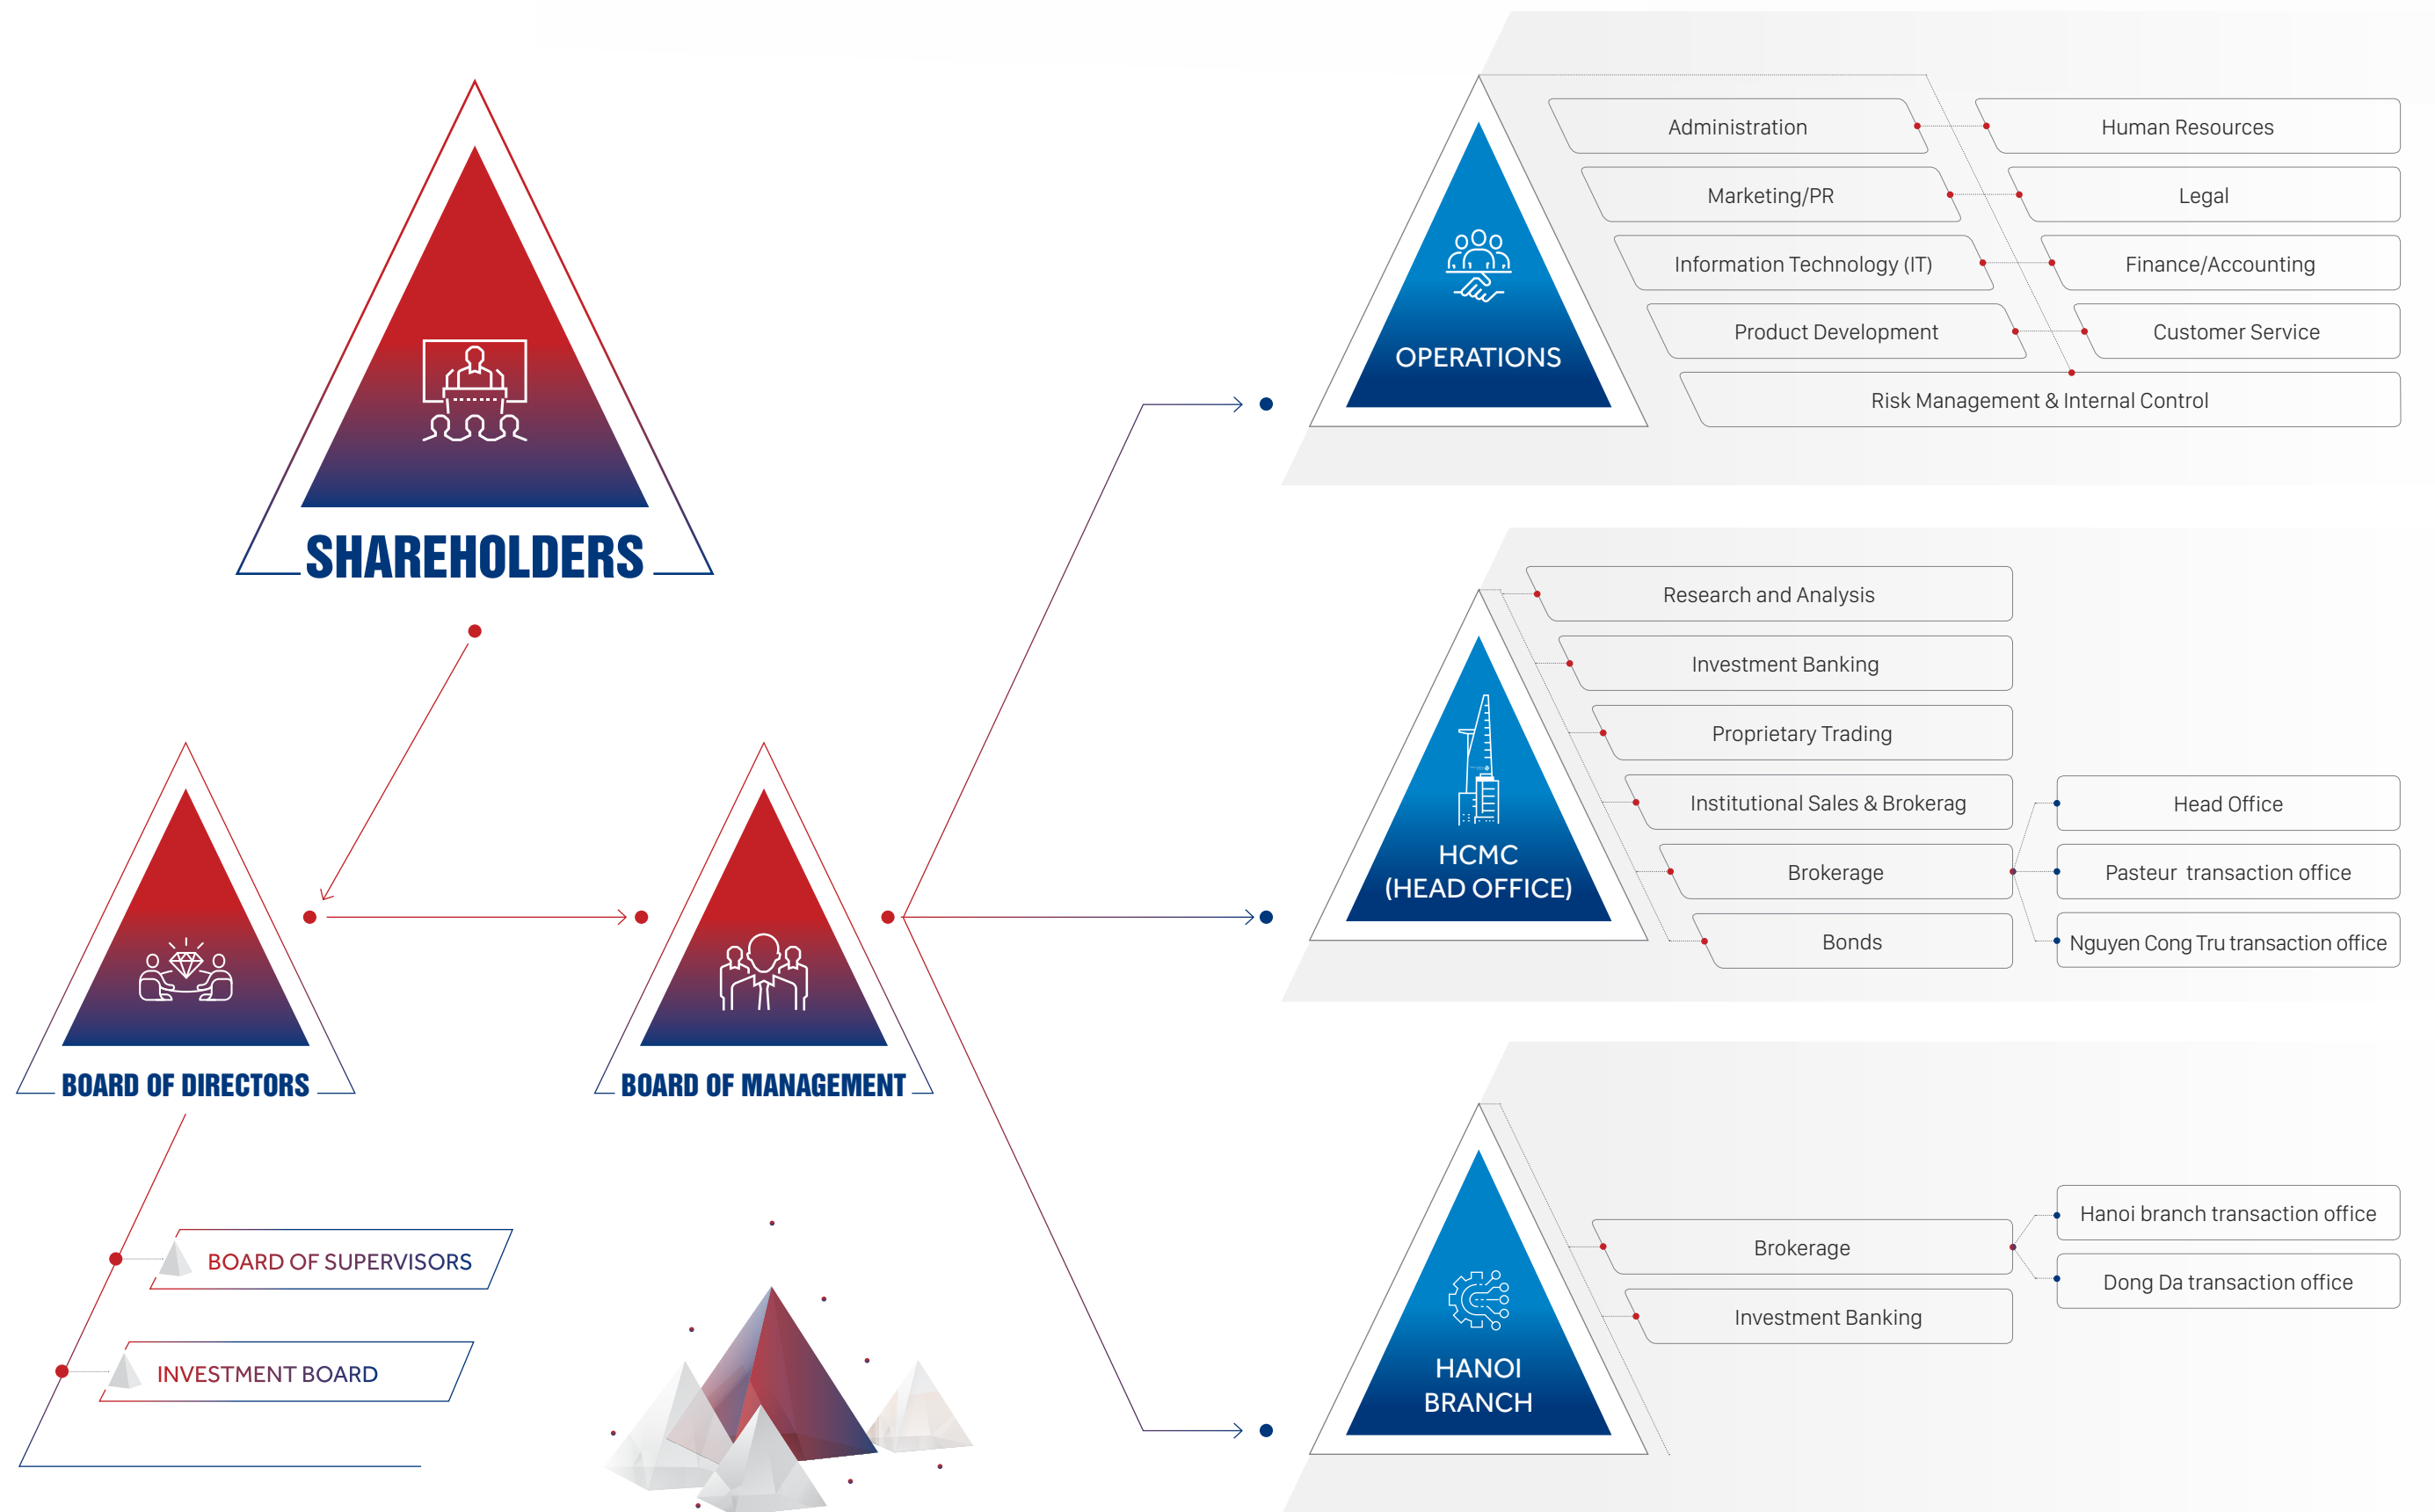 SHAREHOLDERS
BOARD OF DIRECTORS
BOARD OF MANAGEMENT
BOARD OF SUPERVISORS
INVESTMENT BOARD
OPERATIONS
Administration
Human Resources
Marketing/PR
Legal
Information Technology (IT)
Finance/Accounting
Product Development
Customer Service
Risk Management & Internal Control
HCMC
(HEAD OFFICE)
Research and Analysis
Investment Banking
Proprietary Trading
Institutional Sales & Brokerag
Brokerage
Bonds
Head Office
Pasteur transaction office
Nguyen Cong Tru transaction office
HANOI
BRANCH
Brokerage
Investment Banking
Hanoi branch transaction office
Dong Da transaction office